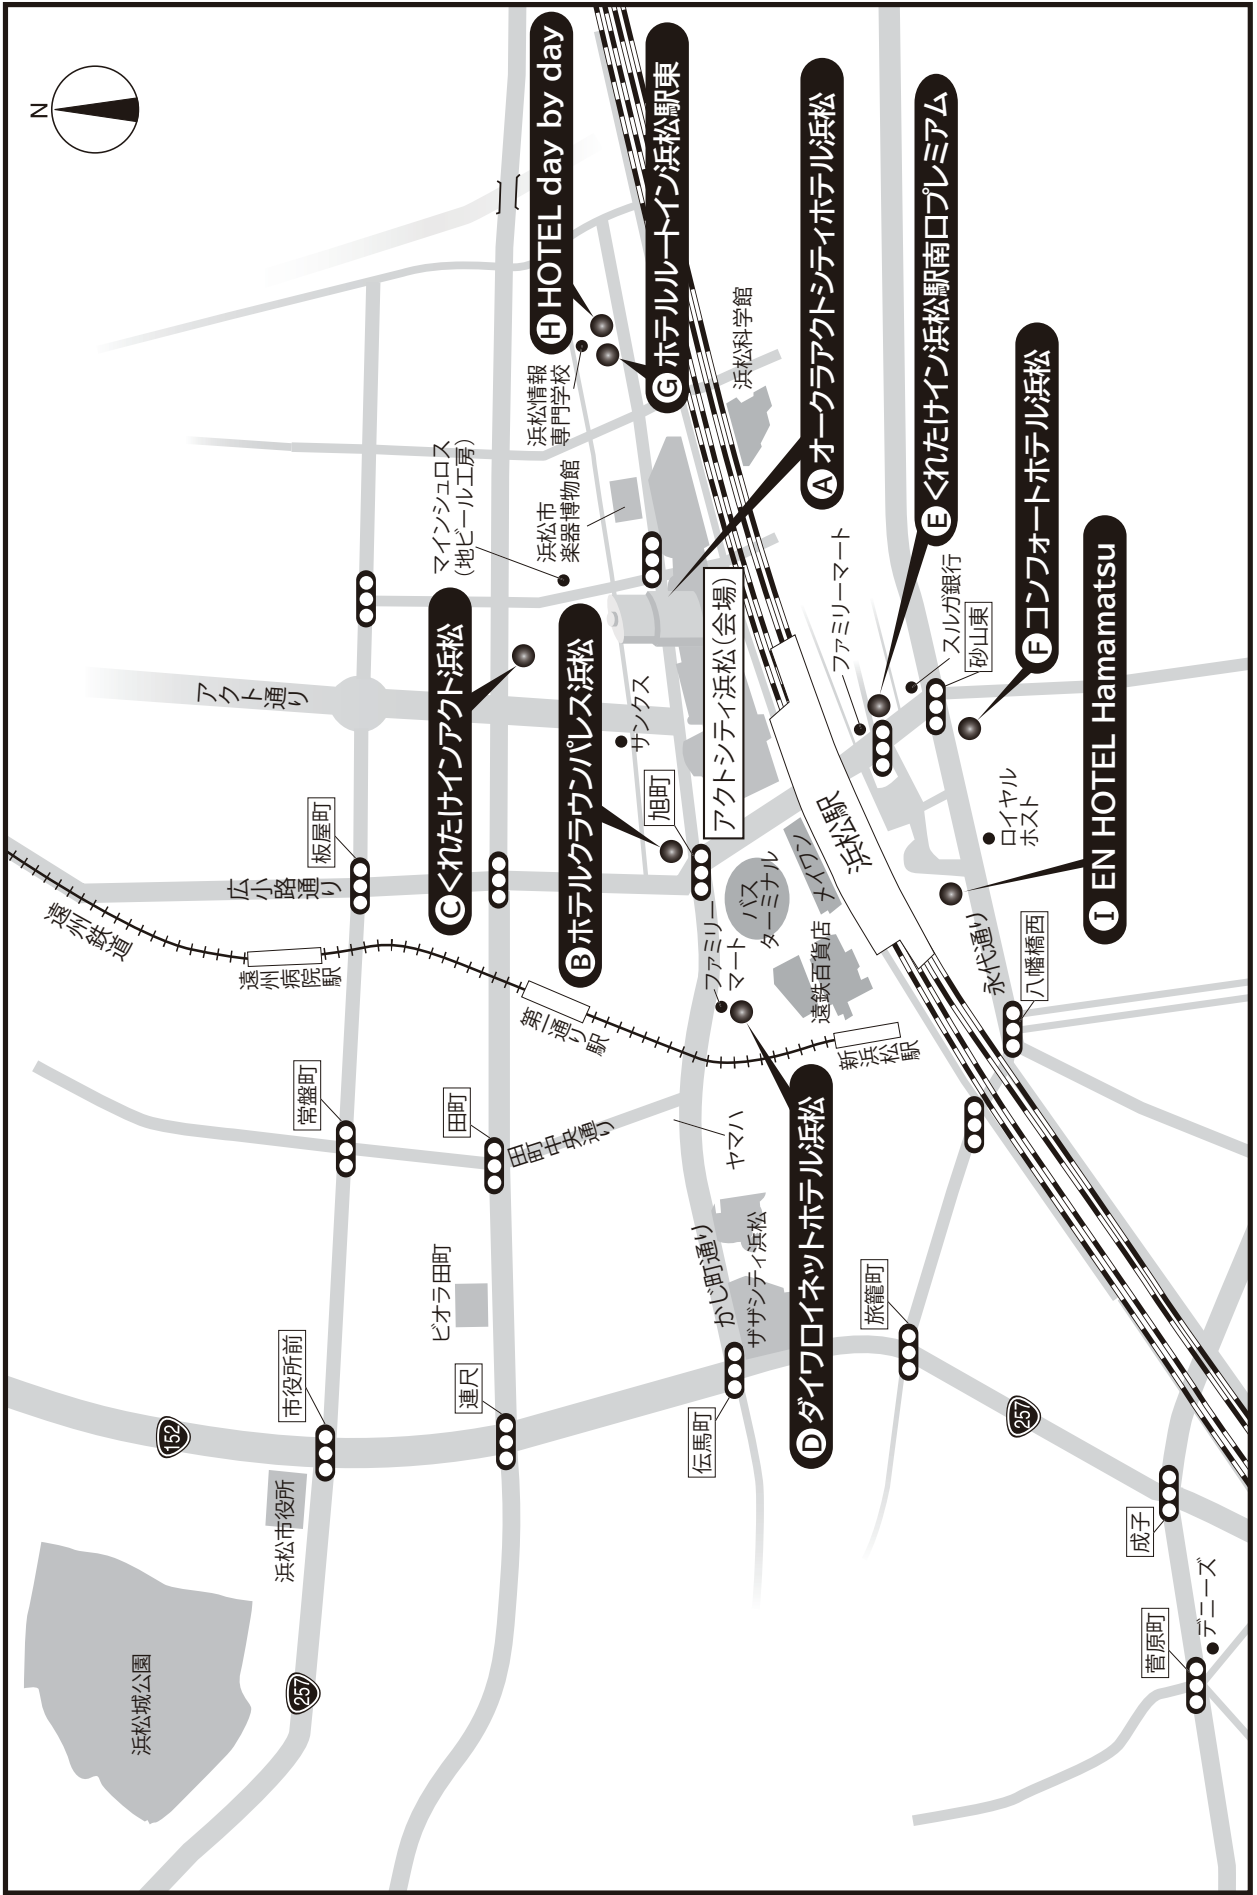 N
浜松城公園
257
浜松市役所
152
市役所前
常盤町
遠州
鉄道
遠州
病院
駅
広小路通り
板屋町
アクト通り
連尺
ビオラ田町
田町
田町中央通り
第一
通り
駅
C くれたけインアクト浜松
マインシュロス
(地ビール工房)
浜松市
楽器博物館
浜松情報
専門学校
H HOTEL day by day
B ホテルクラウンパレス浜松
サンクス
G ホテルルートイン浜松駅東
旭町
アクトシティ浜松(会場)
浜松科学館
A オークラアクトシティホテル浜松
伝馬町
かじ町通り
ザザシティ浜松
ヤマハ
ファミリー
マート
バス
ターミナル
メイワン
遠鉄百貨店
新浜松駅
浜松駅
D ダイワロイネットホテル浜松
ファミリーマート
E くれたけイン浜松駅南口プレミアム
スルガ銀行
砂山東
F コンフォートホテル浜松
ロイヤル
ホスト
永代通り
八幡橋西
I EN HOTEL Hamamatsu
旅籠町
257
成子
菅原町
デニーズ